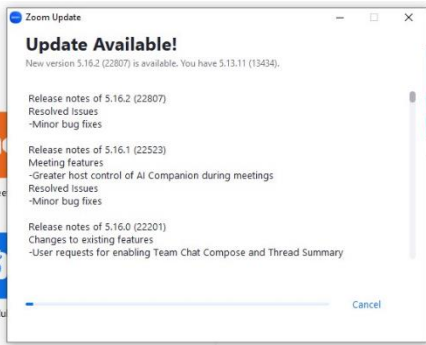 Zoom Update
Update Available!
New version 5.16.2 (22807) is available. You have 5.13.11 (13434).
Release notes of 5.16.2 (22807)
Resolved Issues
-Minor bug fixes
Release notes of 5.16.1 (22523)
Meeting features
-Greater host control of AI Companion during meetings
Resolved Issues
-Minor bug fixes
Release notes of 5.16.0 (22201)
Changes to existing features
-User requests for enabling Team Chat Compose and Thread Summary
Cancel